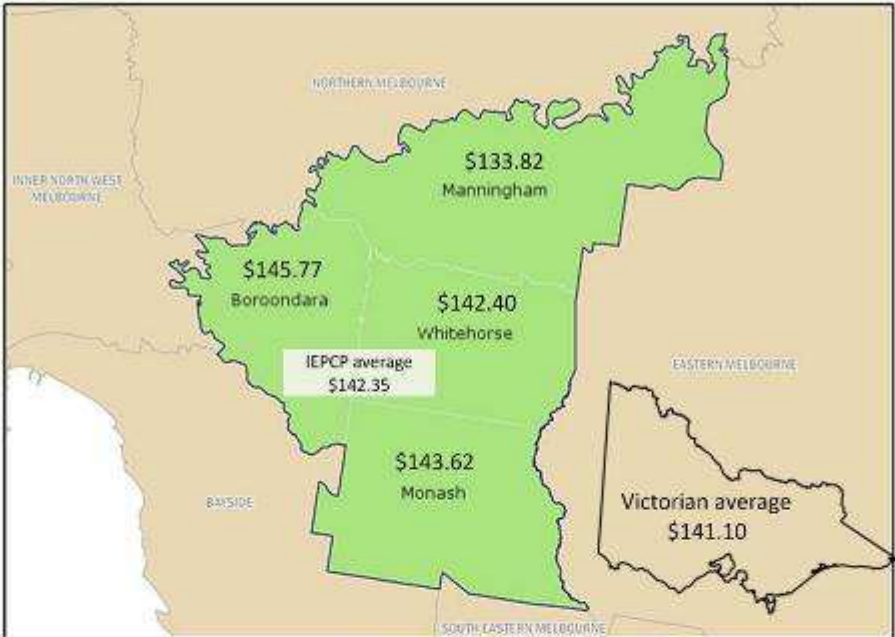 NORTHERN MELBOURNE
$133.82
Manningham
INNER NORTH WEST
MELBOURNE
$145.77
Boroondara
$142.40
Whitehorse
IEPCP average
$142.35
EASTERN MELBOURNE
$143.62
Monash
BAYSIDE
Victorian average
$141.10
SOUTH EASTERN MELBOURNE